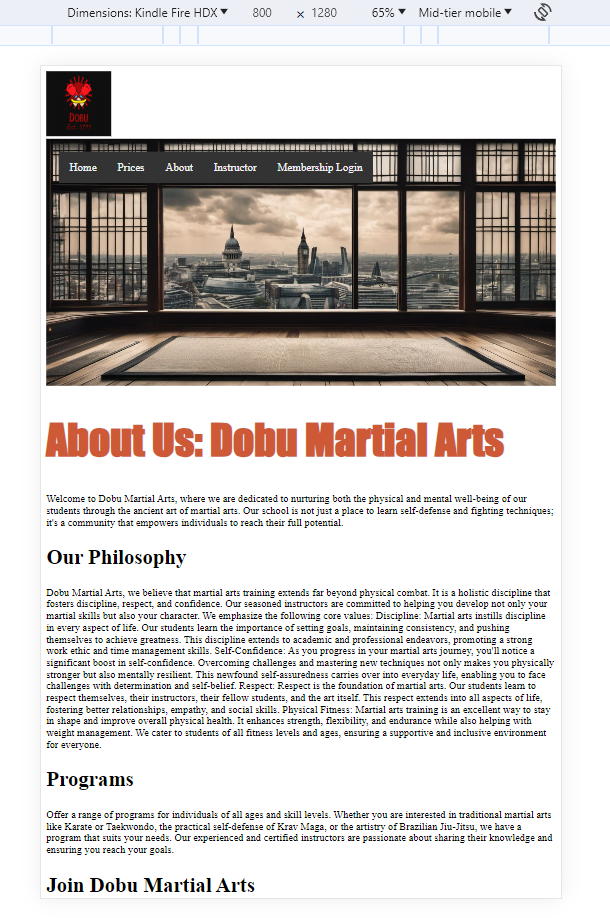 Dimensions: Kindle Fire HDX 800 × 1280 65% Mid-tier mobile
DOBU
Est. 1771
Home Prices About Instructor Membership Login
About Us: Dobu Martial Arts
Welcome to Dobu Martial Arts, where we are dedicated to nurturing both the physical and mental well-being of our
students through the ancient art of martial arts. Our school is not just a place to learn self-defense and fighting techniques;
it's a community that empowers individuals to reach their full potential.
Our Philosophy
Dobu Martial Arts, we believe that martial arts training extends far beyond physical combat. It is a holistic discipline that
fosters discipline, respect, and confidence. Our seasoned instructors are committed to helping you develop not only your
martial skills but also your character. We emphasize the following core values: Discipline: Martial arts instills discipline
in every aspect of life. Our students learn the importance of setting goals, maintaining consistency, and pushing
themselves to achieve greatness. This discipline extends to academic and professional endeavors, promoting a strong
work ethic and time management skills. Self-Confidence: As you progress in your martial arts journey, you'll notice a
significant boost in self-confidence. Overcoming challenges and mastering new techniques not only makes you physically
stronger but also mentally resilient. This newfound self-assuredness carries over into everyday life, enabling you to face
challenges with determination and self-belief. Respect: Respect is the foundation of martial arts. Our students learn to
respect themselves, their instructors, their fellow students, and the art itself. This respect extends into all aspects of life,
fostering better relationships, empathy, and social skills. Physical Fitness: Martial arts training is an excellent way to stay
in shape and improve overall physical health. It enhances strength, flexibility, and endurance while also helping with
weight management. We cater to students of all fitness levels and ages, ensuring a supportive and inclusive environment
for everyone.
Programs
Offer a range of programs for individuals of all ages and skill levels. Whether you are interested in traditional martial arts
like Karate or Taekwondo, the practical self-defense of Krav Maga, or the artistry of Brazilian Jiu-Jitsu, we have a
program that suits your needs. Our experienced and certified instructors are passionate about sharing their knowledge and
ensuring you reach your goals.
Join Dobu Martial Arts